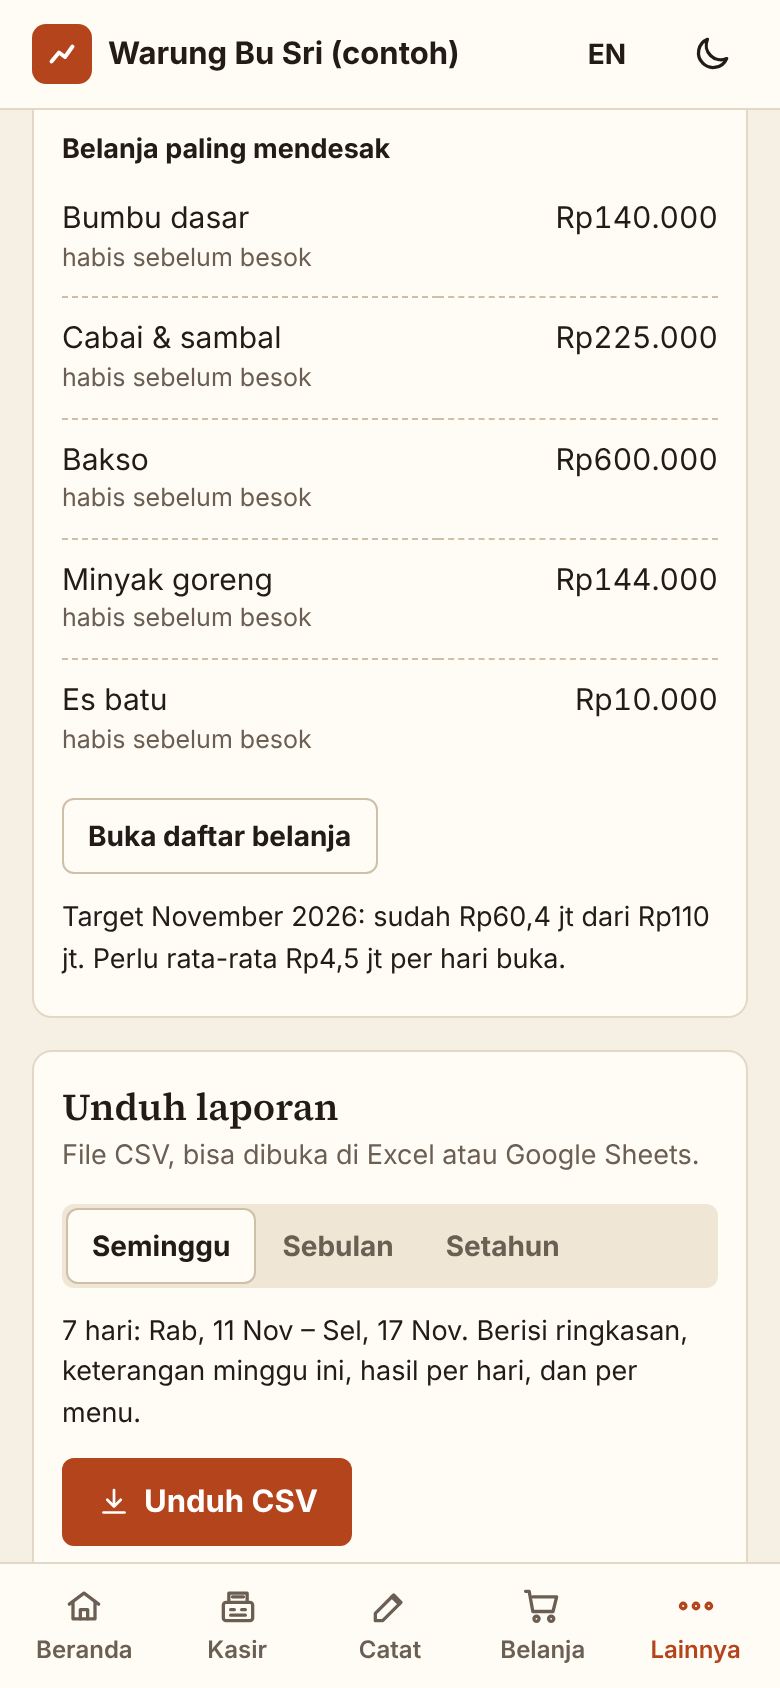 Warung Bu Sri (contoh)
EN
Belanja paling mendesak
Bumbu dasar Rp140.000
habis sebelum besok
Cabai & sambal Rp225.000
habis sebelum besok
Bakso Rp600.000
habis sebelum besok
Minyak goreng Rp144.000
habis sebelum besok
Es batu Rp10.000
habis sebelum besok
Buka daftar belanja
Target November 2026: sudah Rp60,4 jt dari Rp110
jt. Perlu rata-rata Rp4,5 jt per hari buka.
Unduh laporan
File CSV, bisa dibuka di Excel atau Google Sheets.
Seminggu Sebulan Setahun
7 hari: Rab, 11 Nov – Sel, 17 Nov. Berisi ringkasan,
keterangan minggu ini, hasil per hari, dan per
menu.
Unduh CSV
Beranda Kasir Catat Belanja Lainnya